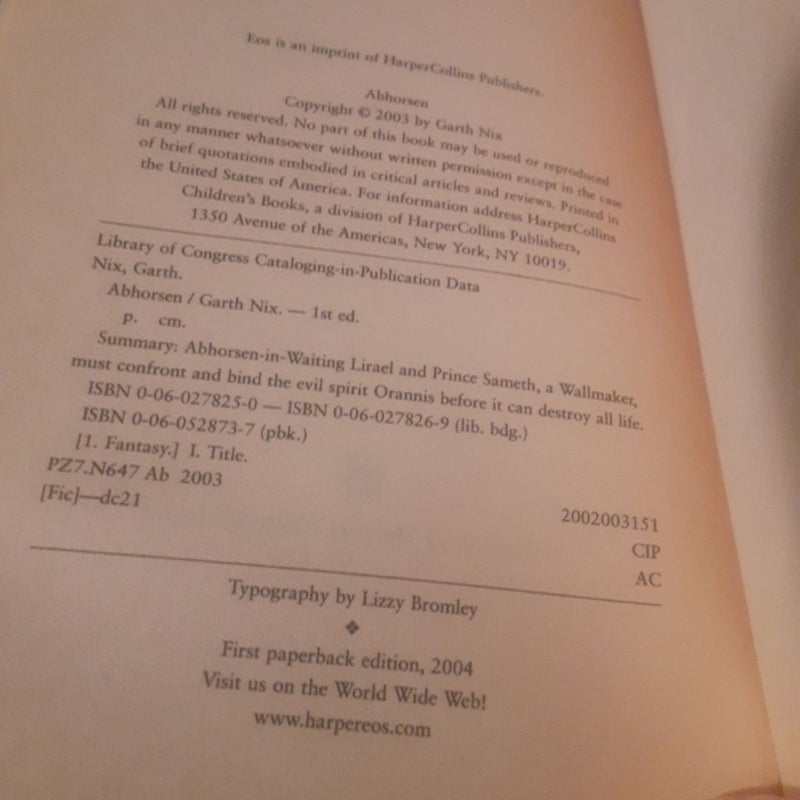 Eos is an imprint of HarperCollins Publishers.
Abhorsen
Copyright © 2003 by Garth Nix
All rights reserved. No part of this book may be used or reproduced
in any manner whatsoever without written permission except in the case
of brief quotations embodied in critical articles and reviews. Printed in
the United States of America. For information address HarperCollins
Children's Books, a division of HarperCollins Publishers,
1350 Avenue of the Americas, New York, NY 10019.
Library of Congress Cataloging-in-Publication Data
Nix, Garth.
Abhorsen / Garth Nix. — 1st ed.
p. cm.
Summary: Abhorsen-in-Waiting Lirael and Prince Sameth, a Wallmaker,
must confront and bind the evil spirit Orannis before it can destroy all life.
ISBN 0-06-027825-0 — ISBN 0-06-027826-9 (lib. bdg.)
ISBN 0-06-052873-7 (pbk.)
[1. Fantasy.] I. Title.
PZ7.N647 Ab 2003
2002003151
[Fic]—dc21
CIP
AC
Typography by Lizzy Bromley
❖
First paperback edition, 2004
Visit us on the World Wide Web!
www.harpereos.com